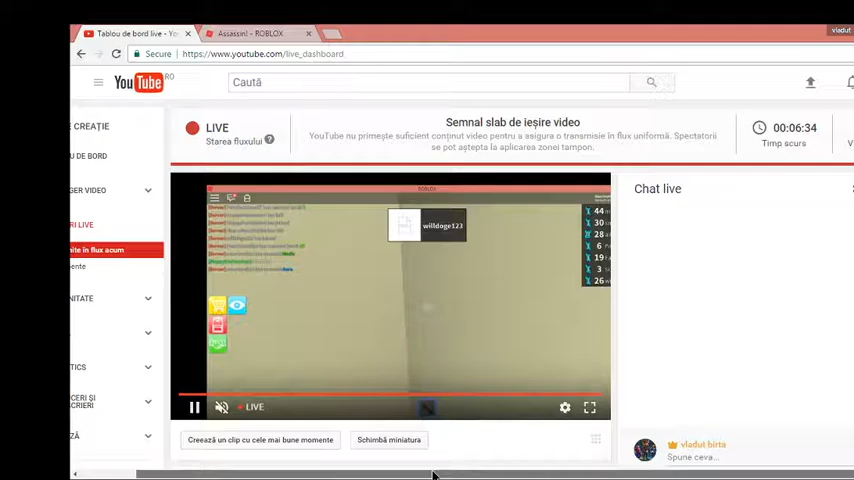 Tablou de bord live - Yo
Assassin! - ROBLOX
vladut
Secure
https://www.youtube.com/live_dashboard
YouTube RO
Caută
E CREAȚIE
U DE BORD
GER VIDEO
RI LIVE
nite în flux acum
ente
NITATE
TICS
UCERI ȘI
SCRIERI
LIVE
Starea fluxului
Semnal slab de ieșire video
YouTube nu primește suficient conținut video pentru a asigura o transmisie în flux uniformă. Spectatorii
se pot aștepta la aplicarea zonei tampon.
00:06:34
Timp scurs
ROBLOX
willdoge123
44
30
28
6
19
3
26
LIVE
Creează un clip cu cele mai bune momente
Schimbă miniatura
Chat live
vladut birta
Spune ceva...